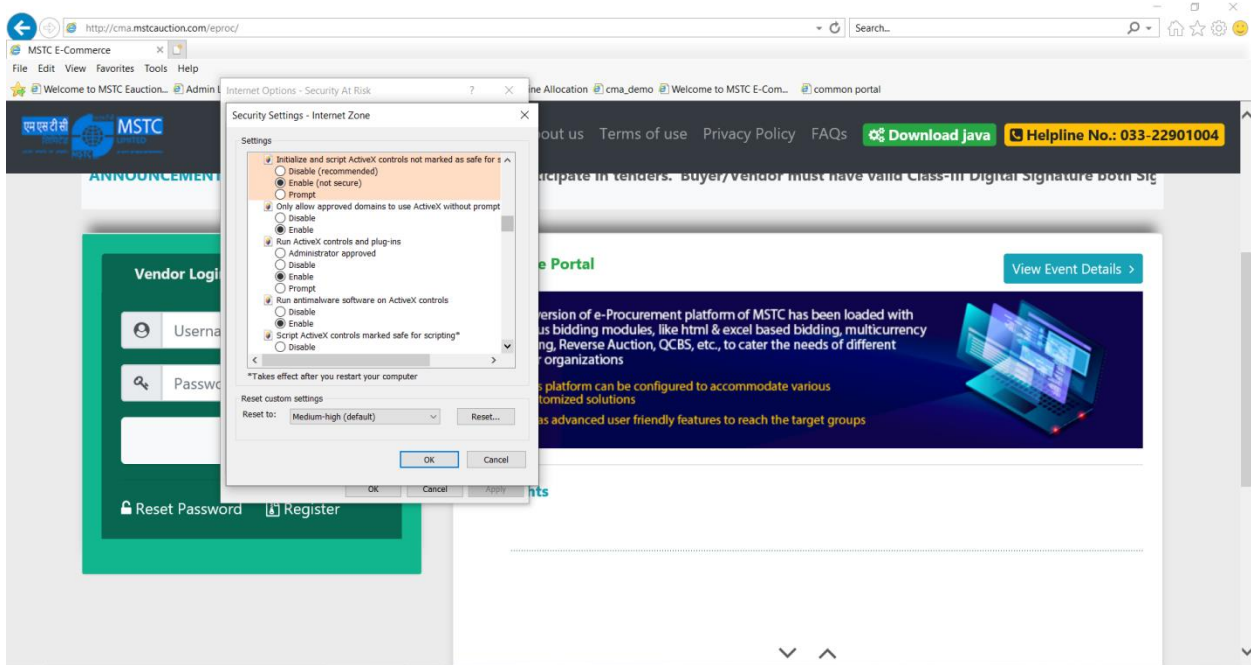 http://cma.mstcauction.com/eproc/
Search...
MSTC E-Commerce
File Edit View Favorites Tools Help
Welcome to MSTC Eauction... Admin L
ne Allocation cma_demo Welcome to MSTC E-Com... common portal
Internet Options - Security At Risk ? ×
एम एस टी सी
MSTC
LIMITED
out us Terms of use Privacy Policy FAQs Download java Helpline No.: 033-22901004
ANNOUNCEMENT
icipate in tenders. Buyer/Vendor must have valid Class-III Digital Signature both Sig
Security Settings - Internet Zone
Settings
Initialize and script ActiveX controls not marked as safe for s
Disable (recommended)
Enable (not secure)
Prompt
Only allow approved domains to use ActiveX without prompt
Disable
Enable
Run ActiveX controls and plug-ins
Administrator approved
Disable
Enable
Prompt
Run antimalware software on ActiveX controls
Disable
Enable
Script ActiveX controls marked safe for scripting*
Disable
*Takes effect after you restart your computer
Reset custom settings
Reset to: Medium-high (default) Reset...
OK Cancel
OK Cancel Apply
Vendor Logi
Userna
Passwo
Reset Password Register
e Portal
View Event Details >
version of e-Procurement platform of MSTC has been loaded with
us bidding modules, like html & excel based bidding, multicurrency
ng, Reverse Auction, QCBS, etc., to cater the needs of different
r organizations
s platform can be configured to accommodate various
tomized solutions
as advanced user friendly features to reach the target groups
nts